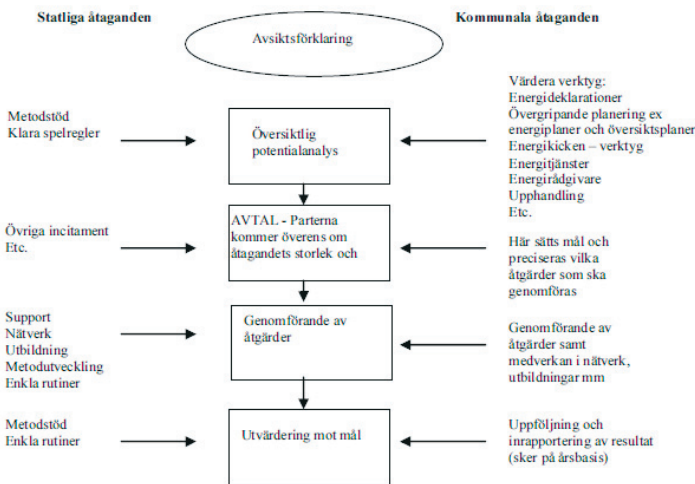 Statliga åtaganden
Avsiktsförklaring
Kommunala åtaganden
Metodstöd
Klara spelregler
Översiktlig
potentialanalys
Värdera verktyg:
Energideklarationer
Övergripande planering ex
energiplaner och översiktsplaner
Energikicken – verktyg
Energitjänster
Energirådgivare
Upphandling
Etc.
Övriga incitament
Etc.
AVTAL - Parterna
kommer överens om
åtagandets storlek och
Här sätts mål och
preciseras vilka
åtgärder som ska
genomföras
Support
Nätverk
Utbildning
Metodutveckling
Enkla rutiner
Genomförande av
åtgärder
Genomförande av
åtgärder samt
medverkan i nätverk,
utbildningar mm
Metodstöd
Enkla rutiner
Utvärdering mot mål
Uppföljning och
inrapportering av resultat
(sker på årsbasis)